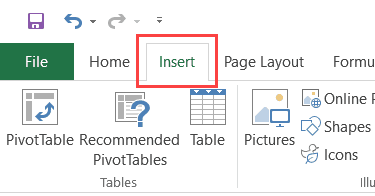 File Home Insert Page Layout Formu
PivotTable Recommended PivotTables Table Pictures Online P
Shapes
Icons
Tables Illu